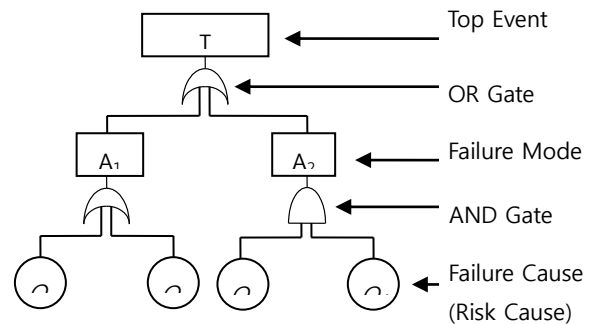 Top Event
T
OR Gate
A₁
A₂
Failure Mode
AND Gate
Failure Cause
(Risk Cause)